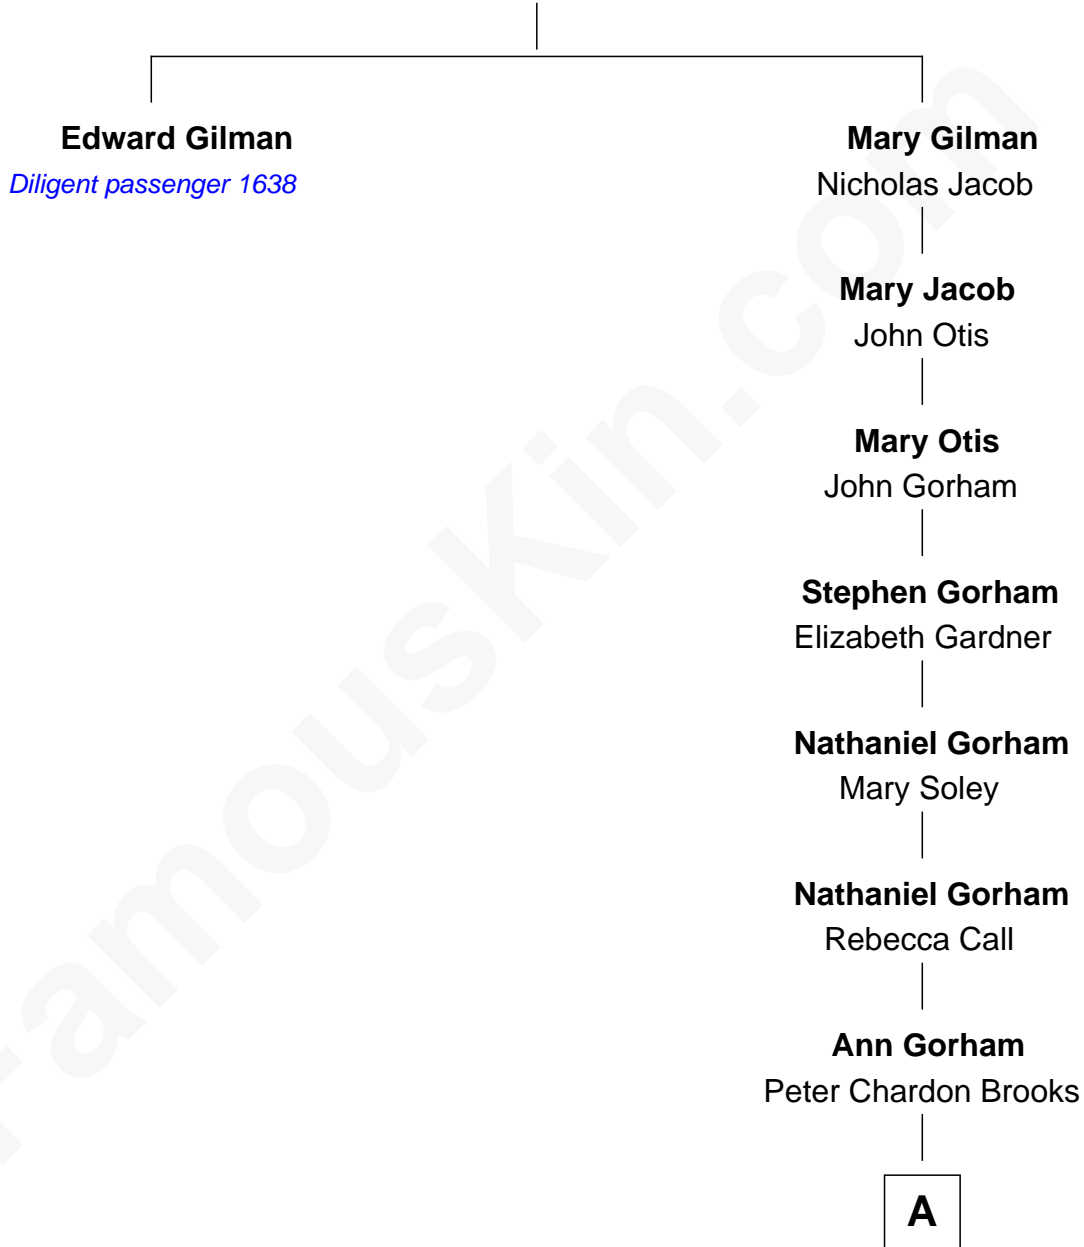 Edward Gilman
Diligent passenger 1638
Mary Gilman
Nicholas Jacob
Mary Jacob
John Otis
Mary Otis
John Gorham
Stephen Gorham
Elizabeth Gardner
Nathaniel Gorham
Mary Soley
Nathaniel Gorham
Rebecca Call
Ann Gorham
Peter Chardon Brooks
A
FamousKin.com